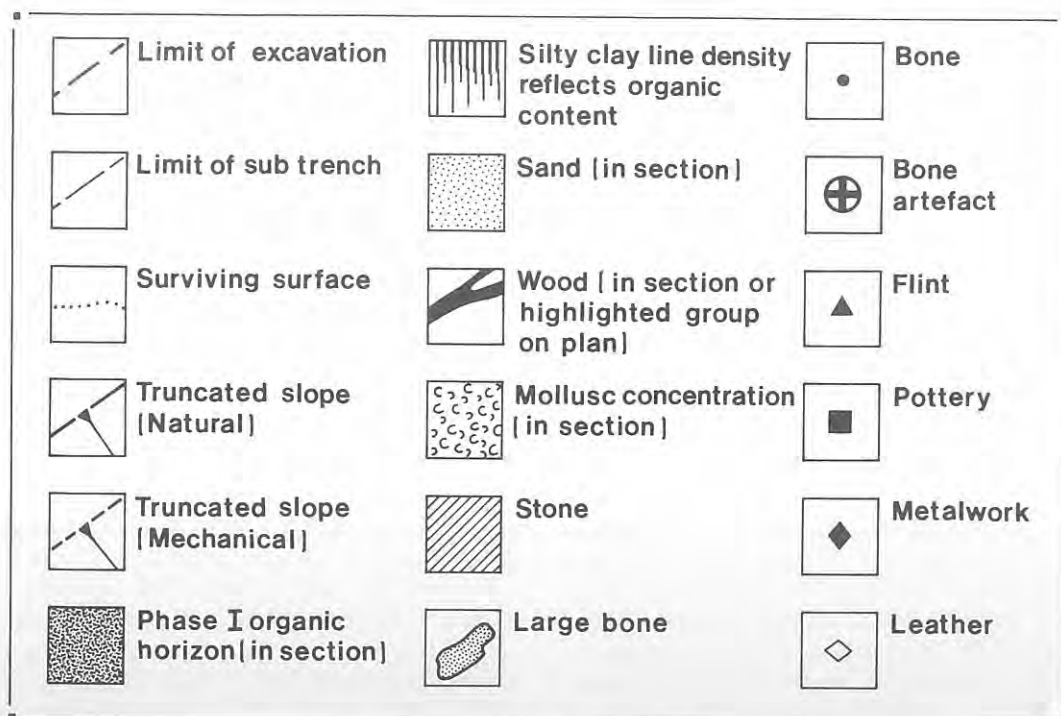 Limit of excavation
Limit of sub trench
Surviving surface
Truncated slope
[Natural]
Truncated slope
[Mechanical]
Phase I organic
horizon[in section]
Silty clay line density
reflects organic
content
Sand [in section]
Wood [in section or
highlighted group
on plan]
Mollusc concentration
[in section]
Stone
Large bone
Bone
Bone
artefact
Flint
Pottery
Metalwork
Leather